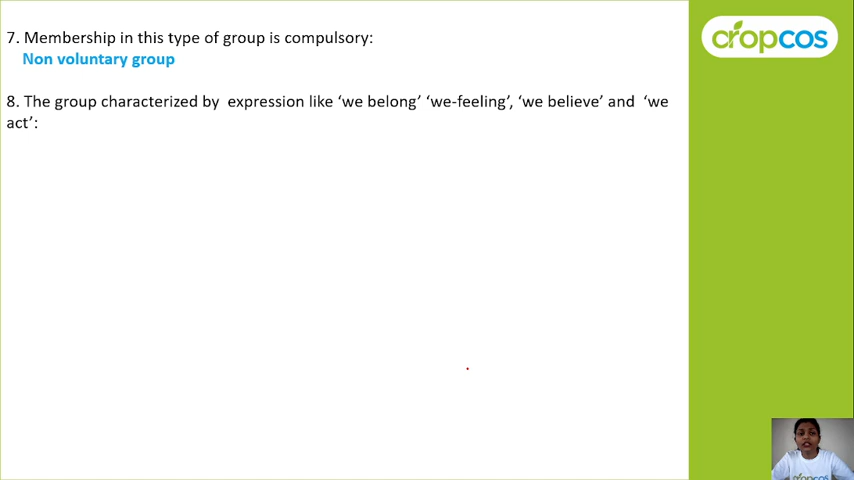 7. Membership in this type of group is compulsory:
Non voluntary group
8. The group characterized by  expression like ‘we belong’ ‘we-feeling’, ‘we believe’ and  ‘we
act’:
cropcos
cropcos